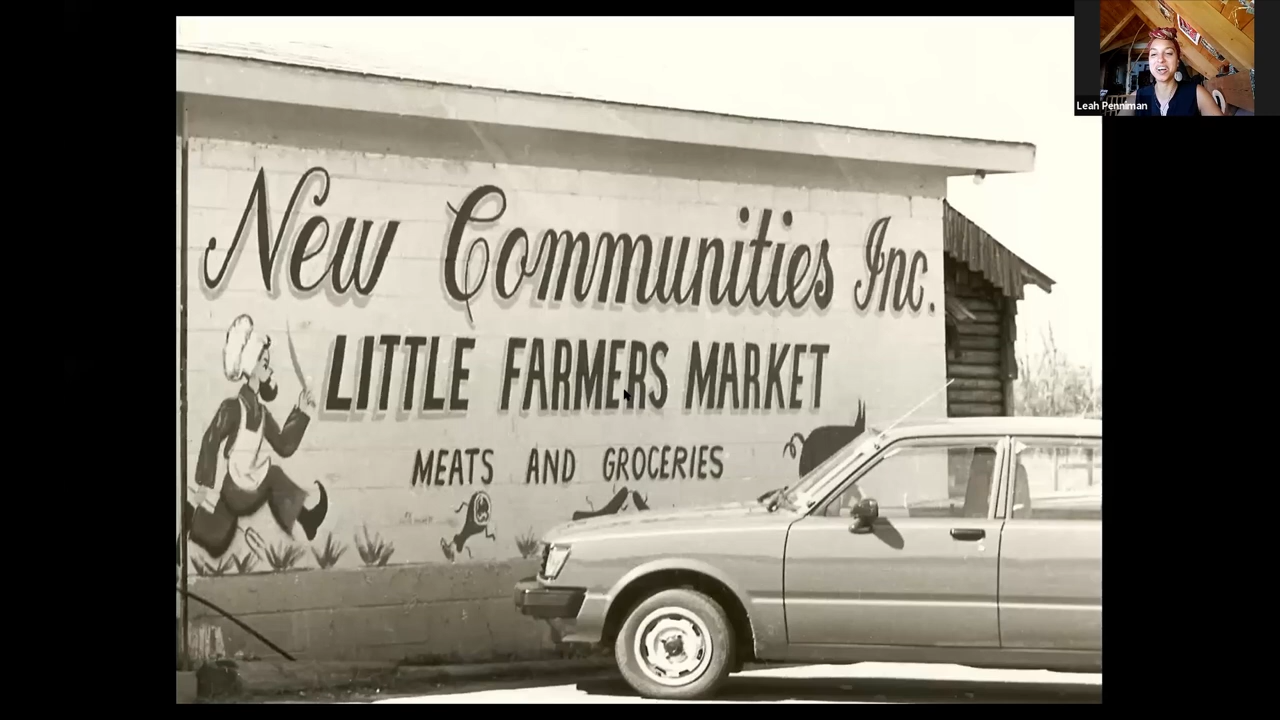 New Communities Inc.
LITTLE FARMERS MARKET
MEATS AND GROCERIES
Leah Penniman